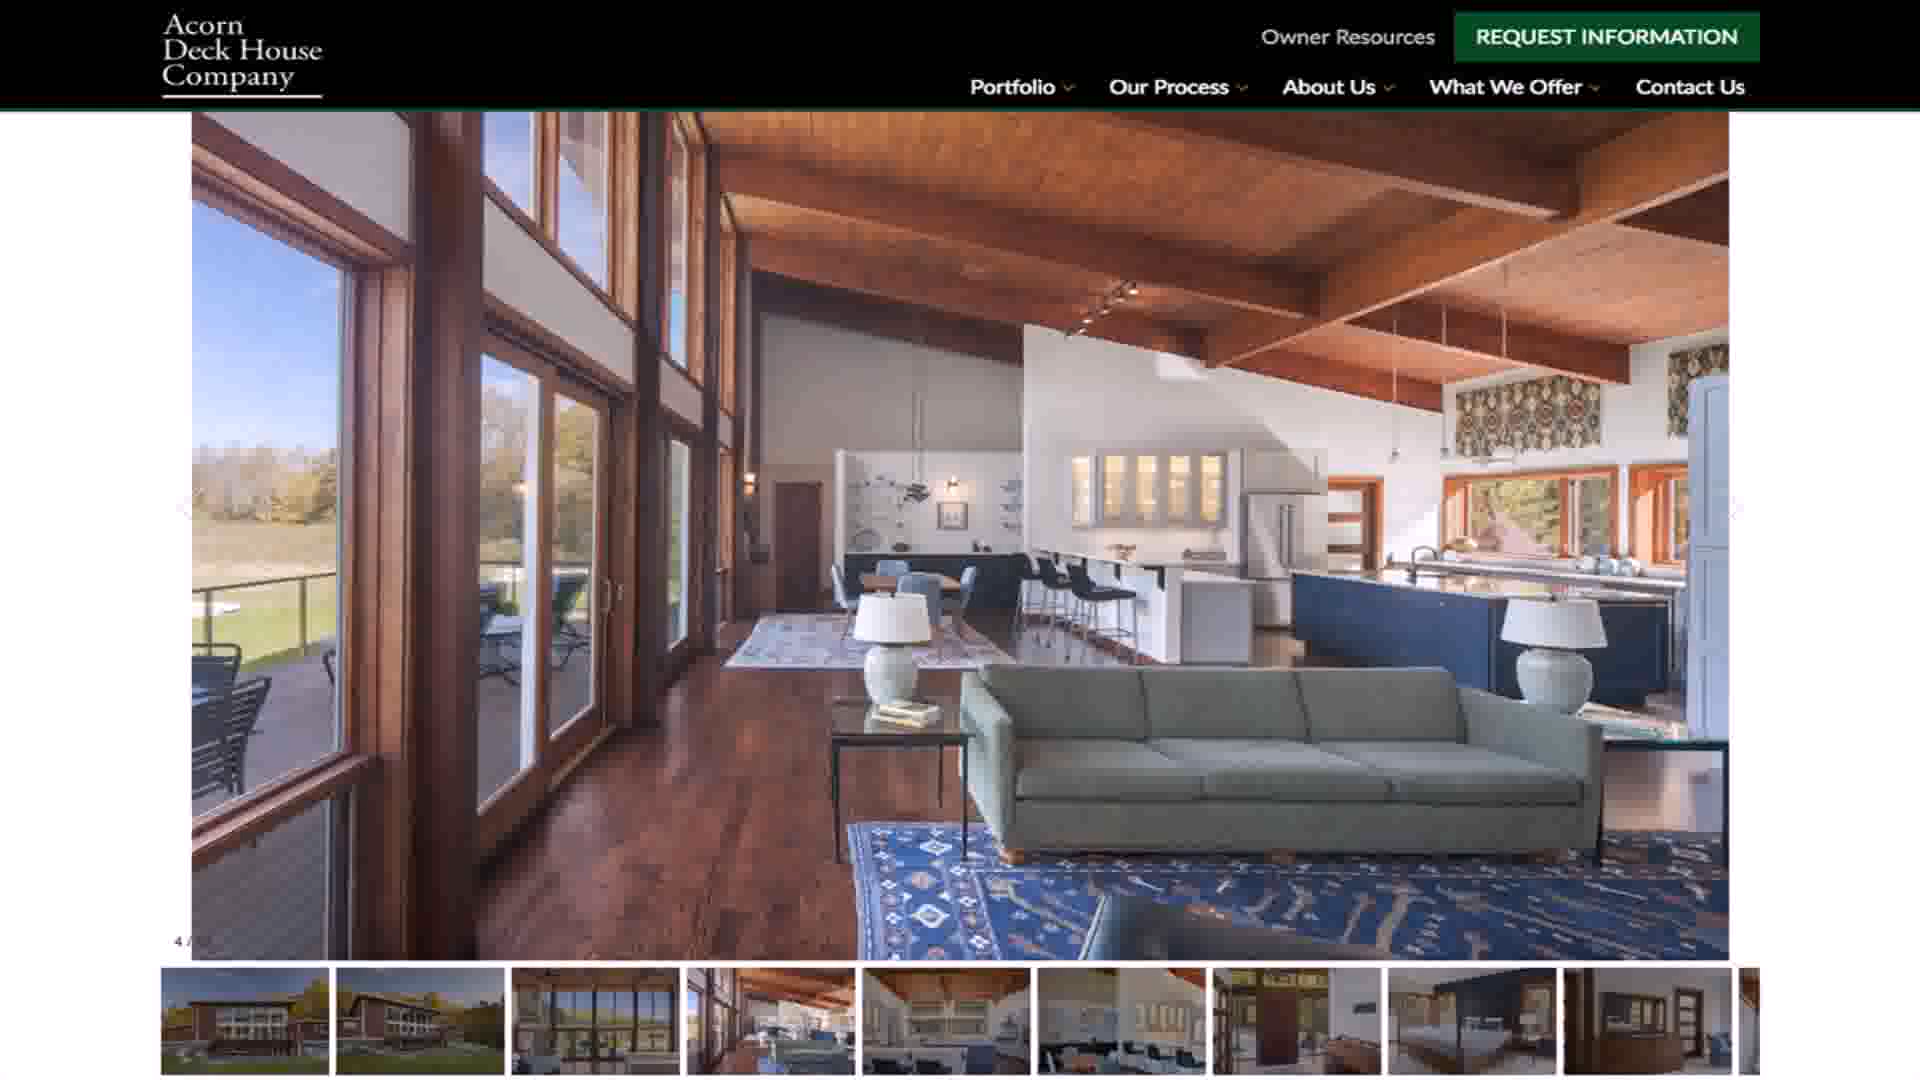 Acorn
Deck House
Company
Owner Resources
REQUEST INFORMATION
Portfolio
Our Process
About Us
What We Offer
Contact Us
4 /